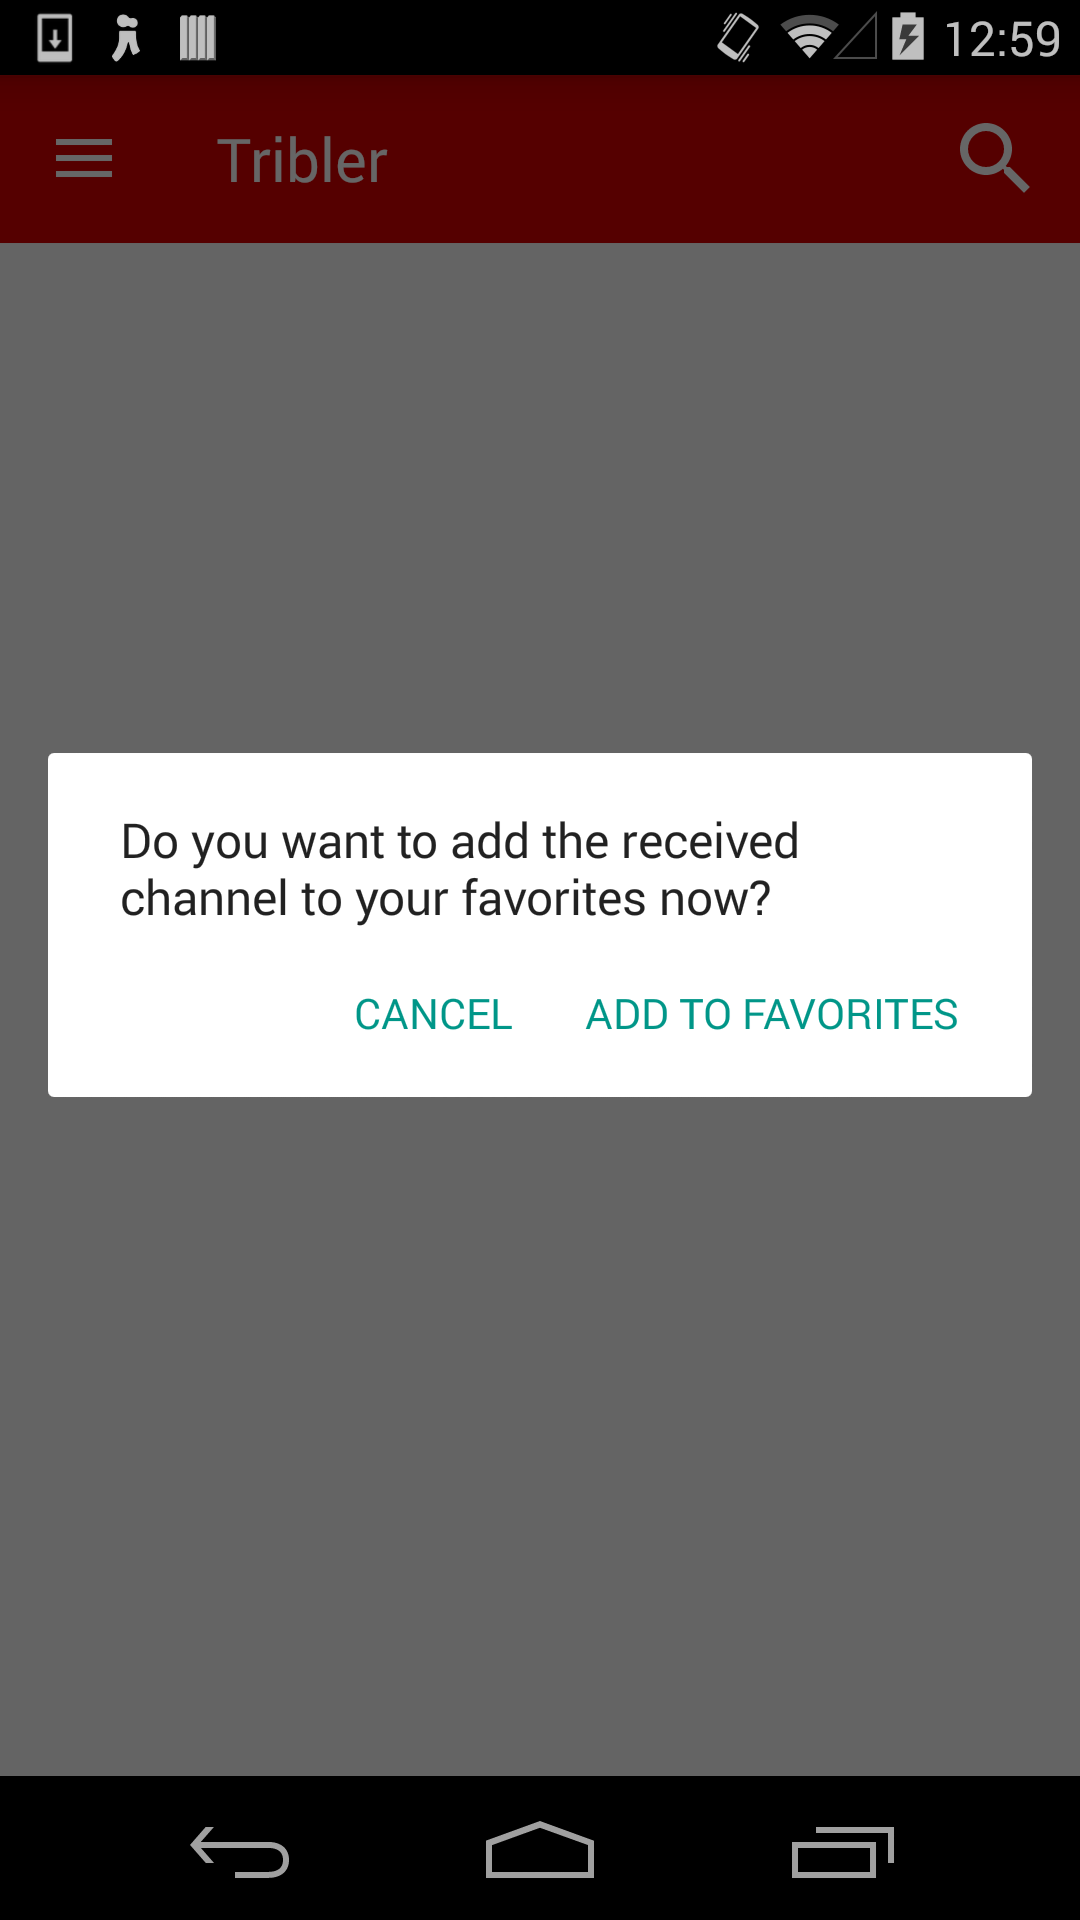 12:59
Tribler
Do you want to add the received
channel to your favorites now?
CANCEL ADD TO FAVORITES